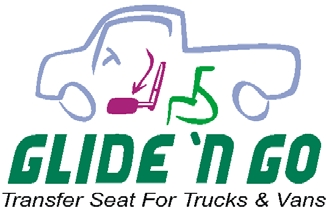 GLIDE 'N GO
Transfer Seat For Trucks & Vans